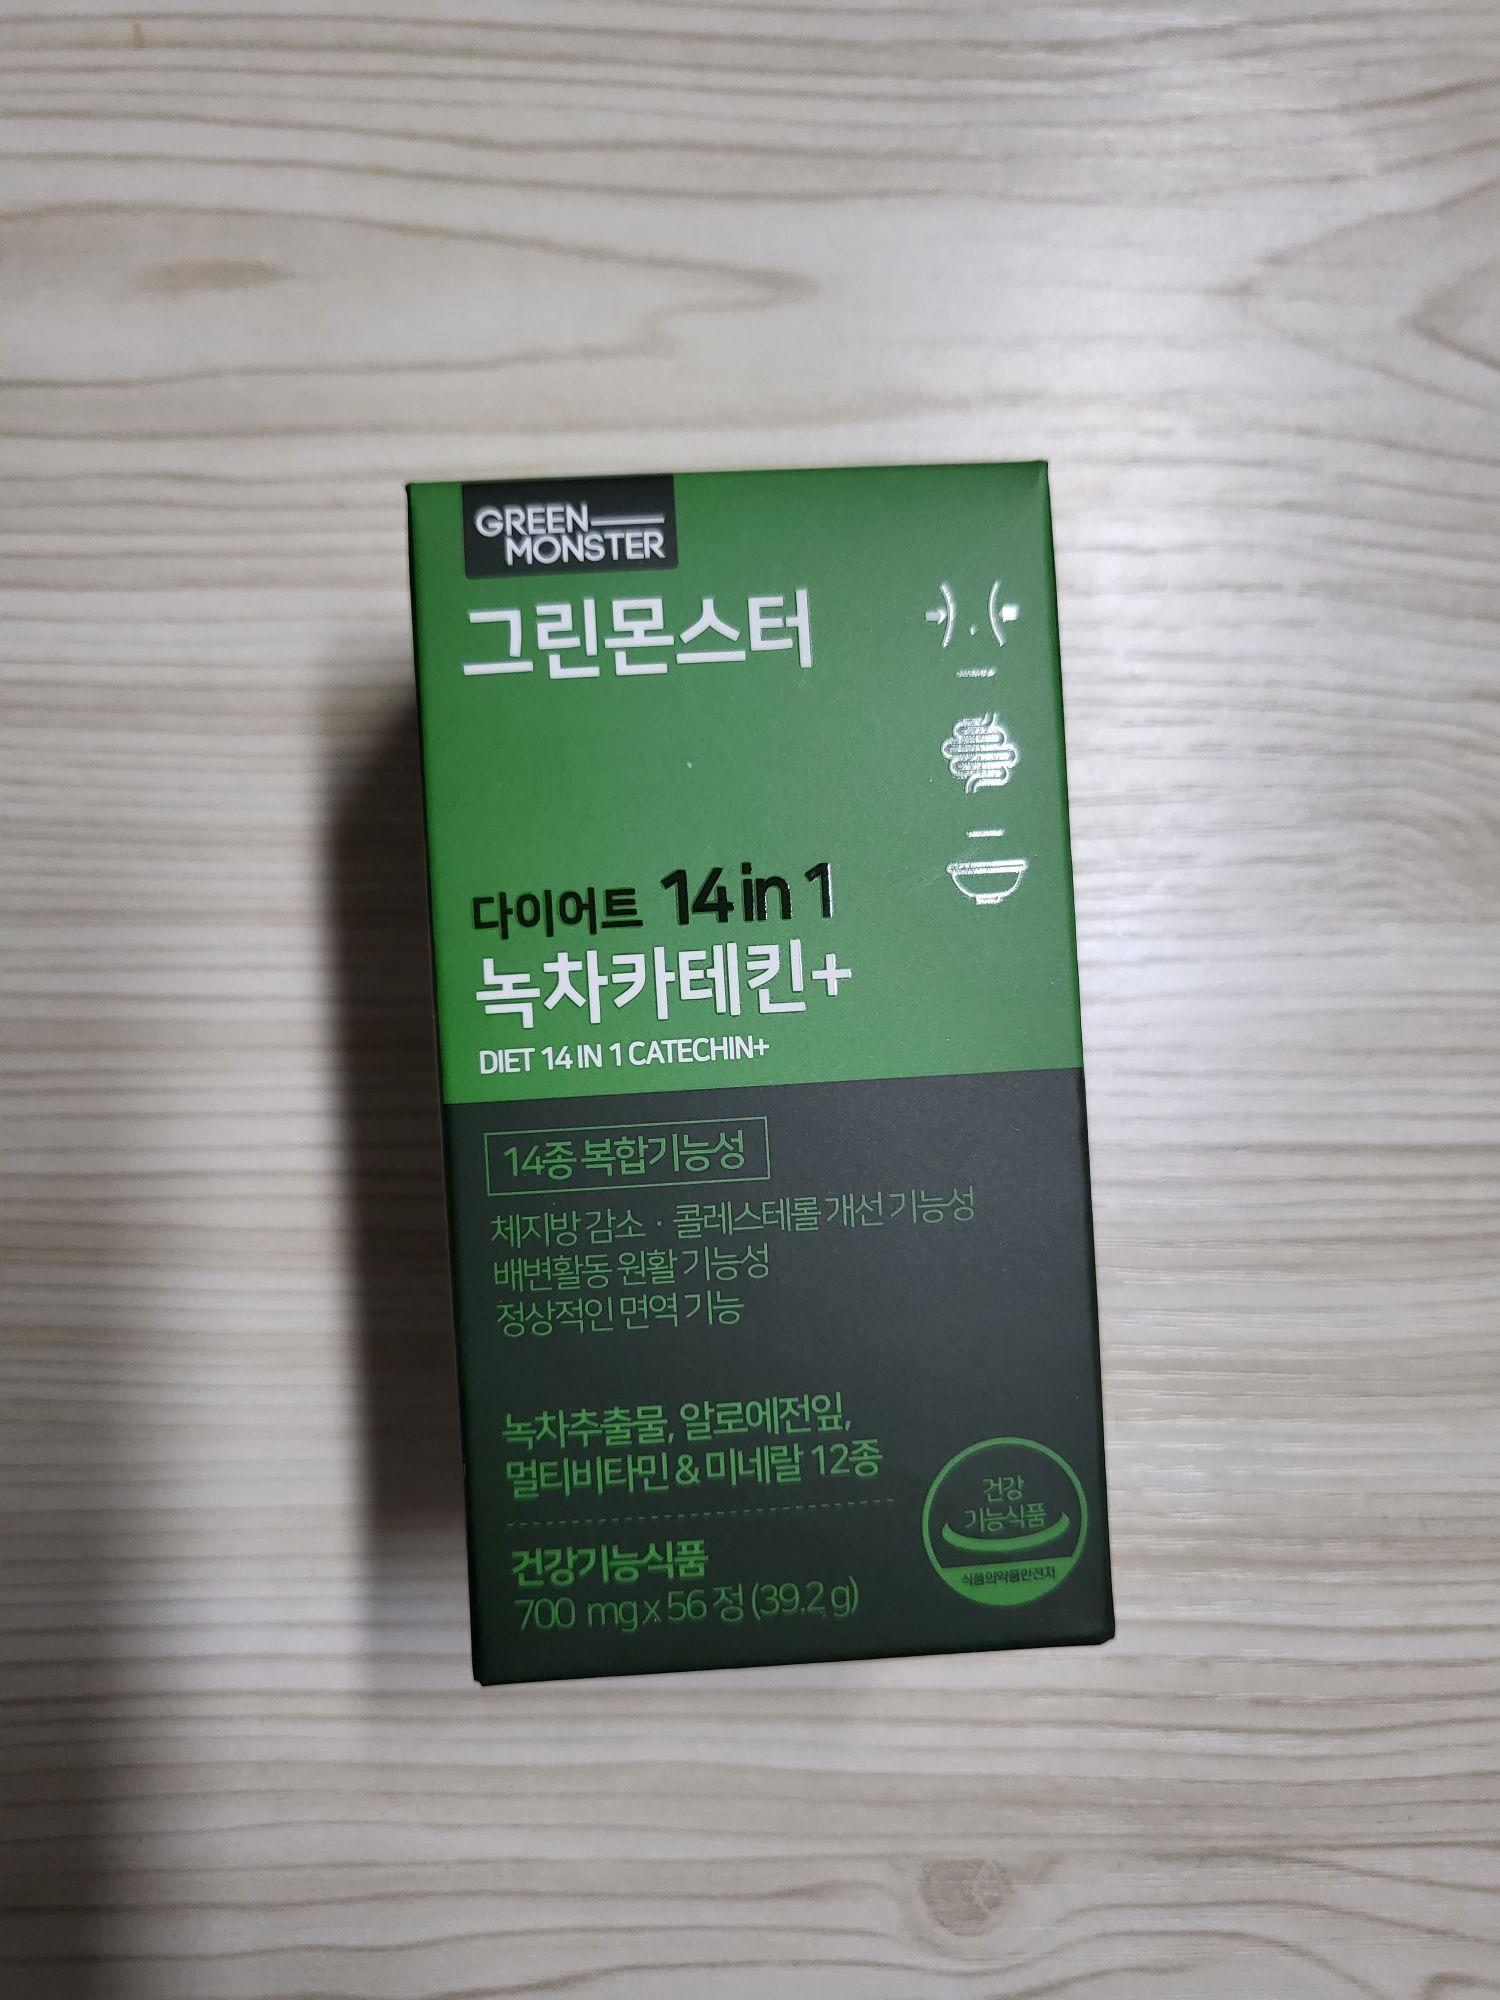 GREEN
MONSTER
그린몬스터
다이어트 14 in 1
녹차카테킨+
DIET 14 IN 1 CATECHIN+
14종 복합기능성
체지방 감소 · 콜레스테롤 개선 기능성
배변활동 원활 기능성
정상적인 면역 기능
녹차추출물, 알로에전잎,
멀티비타민 & 미네랄 12종
건강기능식품
700 mg x 56 정 (39.2 g)
건강
기능식품
식품의약품안전처